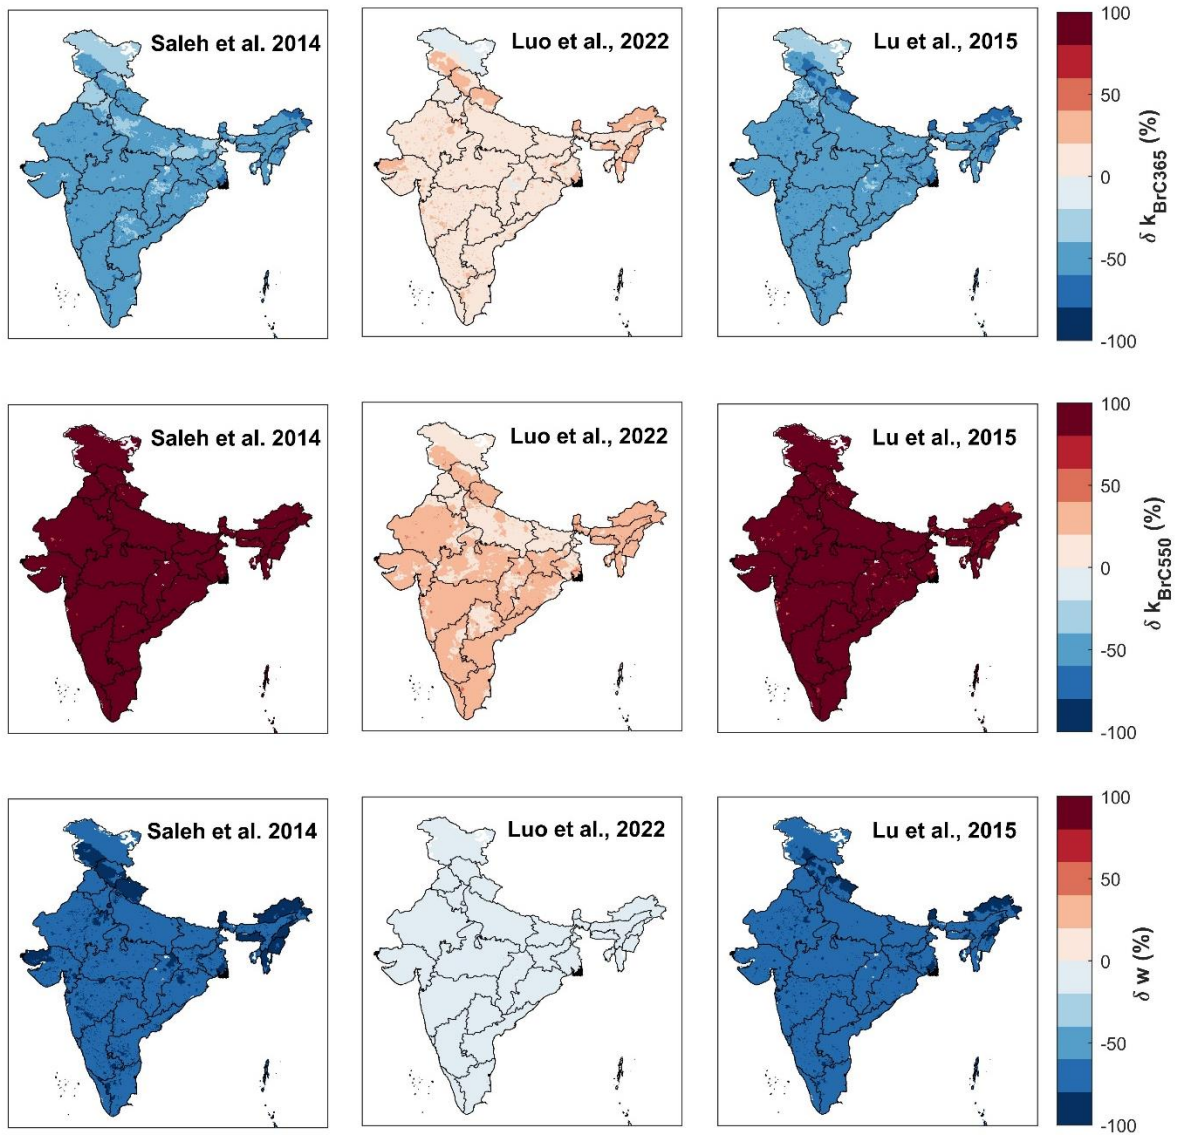 Saleh et al. 2014
Luo et al., 2022
Lu et al., 2015
100
50
0
-50
-100
δ k_BrC365 (%)
Saleh et al. 2014
Luo et al., 2022
Lu et al., 2015
100
50
0
-50
-100
δ k_BrC550 (%)
Saleh et al. 2014
Luo et al., 2022
Lu et al., 2015
100
50
0
-50
-100
δ w (%)